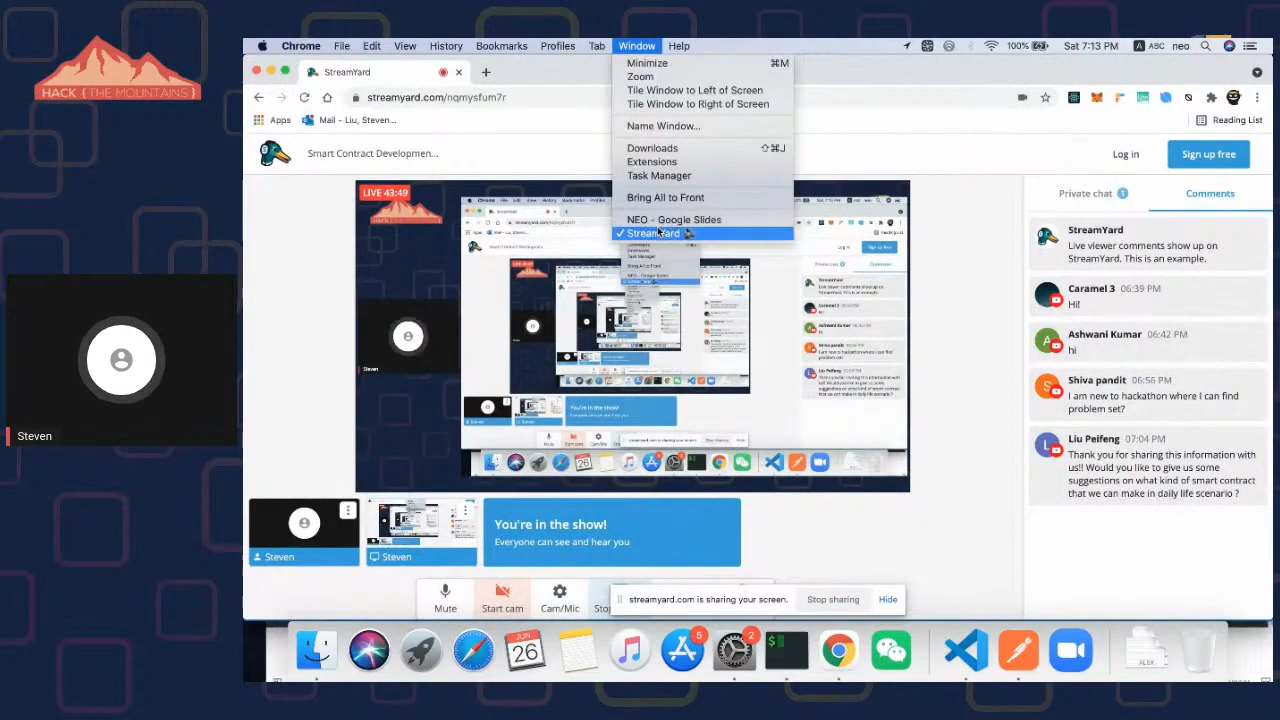 HACK { THE MOUNTAINS }
Chrome File Edit View History Bookmarks Profiles Tab Window Help
100% Sat 7:13 PM A ABC neo
StreamYard
streamyard.com/nqmysfum7r
Apps Mail - Liu, Steven... Reading List
Smart Contract Developmen... Log in Sign up free
Minimize ⌘M
Zoom
Tile Window to Left of Screen
Tile Window to Right of Screen
Name Window...
Downloads ⇧⌘J
Extensions
Task Manager
Bring All to Front
NEO - Google Slides
✓ StreamYard
LIVE 43:49
Private chat 1 Comments
StreamYard
Live viewer comments show up on
StreamYard. This is an example.
Caramel 3 06:39 PM
Hi!
Ashwani Kumar 06:42 PM
hi
Shiva pandit 06:56 PM
I am new to hackathon where I can find
problem set?
Liu Peifeng 07:04 PM
Thank you for sharing this information with
us!! Would you like to give us some
suggestions on what kind of smart contract
that we can make in daily life scenario ?
Steven
You're in the show!
Everyone can see and hear you
Steven Steven
Mute Start cam Cam/Mic
streamyard.com is sharing your screen. Stop sharing Hide
JUN
26
5
2
XLSX